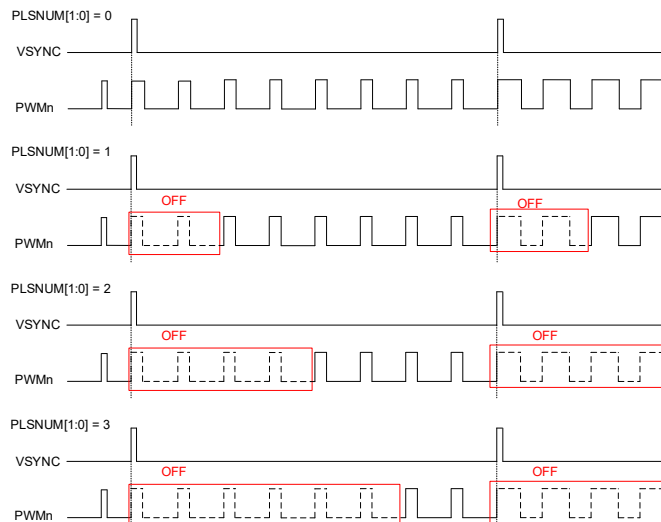 PLSNUM[1:0] = 0
VSYNC
PWMn
PLSNUM[1:0] = 1
VSYNC
OFF OFF
PWMn
PLSNUM[1:0] = 2
VSYNC
OFF OFF
PWMn
PLSNUM[1:0] = 3
VSYNC
OFF OFF
PWMn